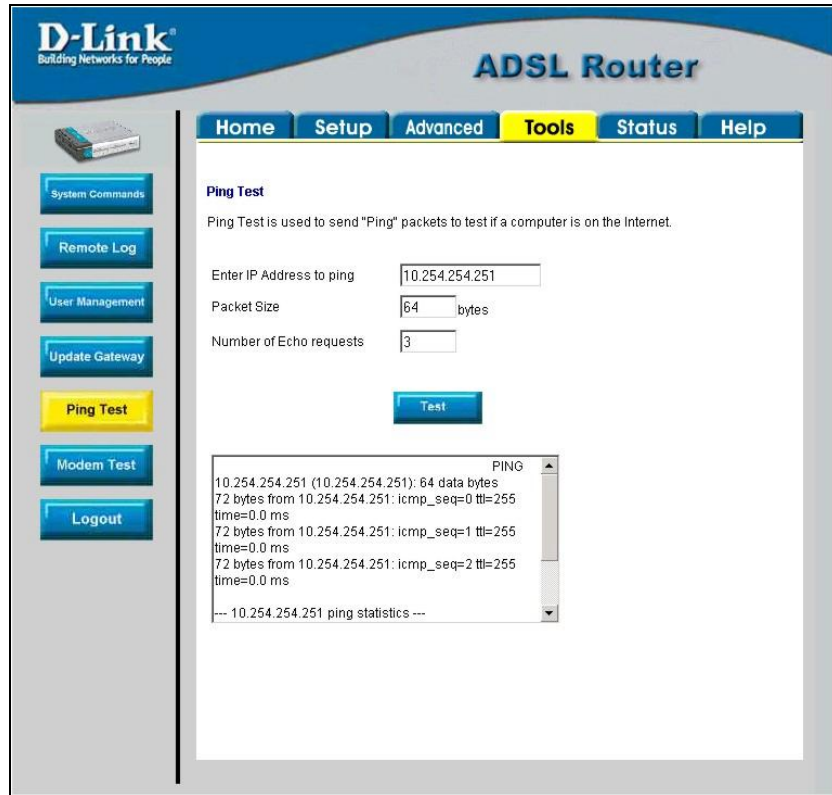 D-Link®
Building Networks for People
ADSL Router
Home Setup Advanced Tools Status Help
System Commands
Remote Log
User Management
Update Gateway
Ping Test
Modem Test
Logout
Ping Test
Ping Test is used to send "Ping" packets to test if a computer is on the Internet.
Enter IP Address to ping 10.254.254.251
Packet Size 64 bytes
Number of Echo requests 3
Test
PING
10.254.254.251 (10.254.254.251): 64 data bytes
72 bytes from 10.254.254.251: icmp_seq=0 ttl=255
time=0.0 ms
72 bytes from 10.254.254.251: icmp_seq=1 ttl=255
time=0.0 ms
72 bytes from 10.254.254.251: icmp_seq=2 ttl=255
time=0.0 ms
--- 10.254.254.251 ping statistics ---